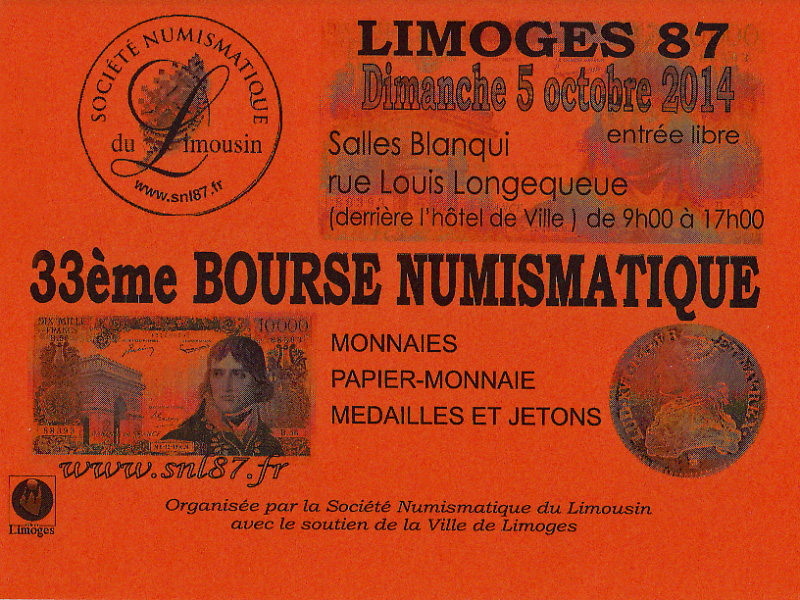 SOCIÉTÉ NUMISMATIQUE
du Limousin
www.snl87.fr
LIMOGES 87
Dimanche 5 octobre 2014
entrée libre
Salles Blanqui
rue Louis Longequeue
(derrière l'hôtel de Ville ) de 9h00 à 17h00
33ème BOURSE NUMISMATIQUE
10000
MONNAIES
PAPIER-MONNAIE
MEDAILLES ET JETONS
www.snl87.fr
Limoges
Organisée par la Société Numismatique du Limousin
avec le soutien de la Ville de Limoges